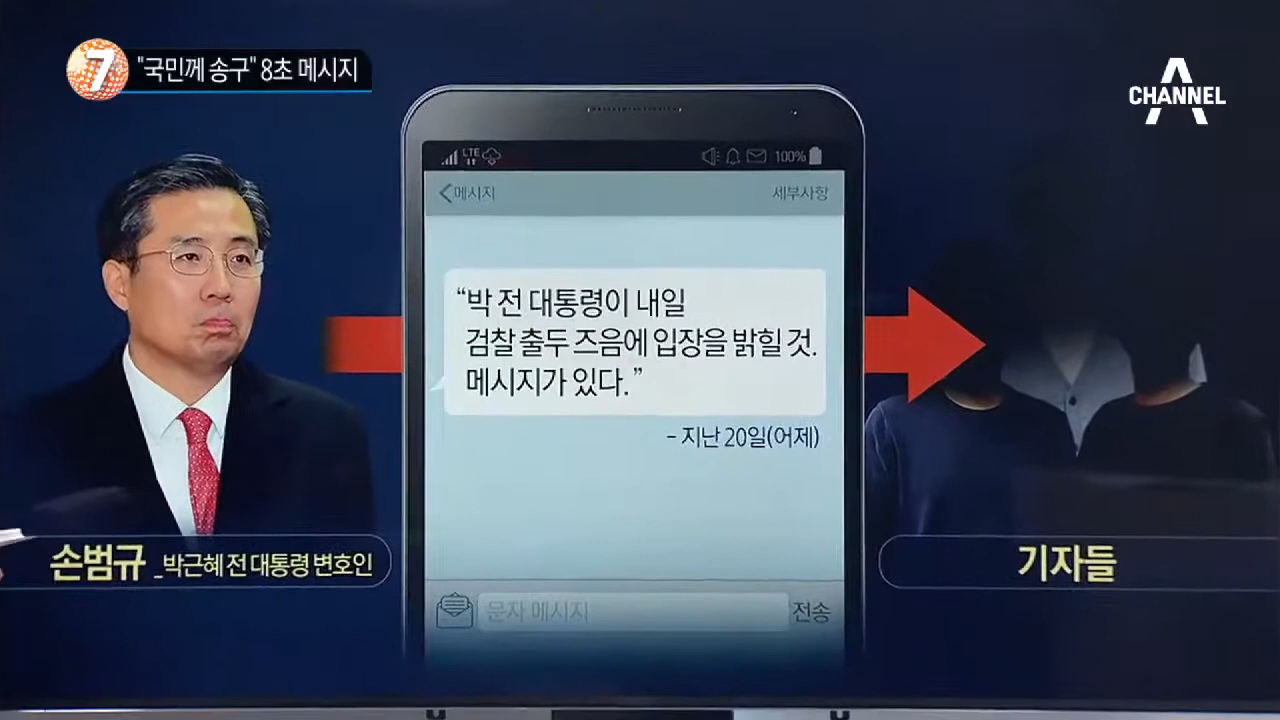 7 "국민께 송구" 8초 메시지
CHANNEL A
LTE 100%
메시지 세부사항
“박 전 대통령이 내일
검찰 출두 즈음에 입장을 밝힐 것.
메시지가 있다.”
- 지난 20일(어제)
손범규 _박근혜 전 대통령 변호인
기자들
문자 메시지 전송